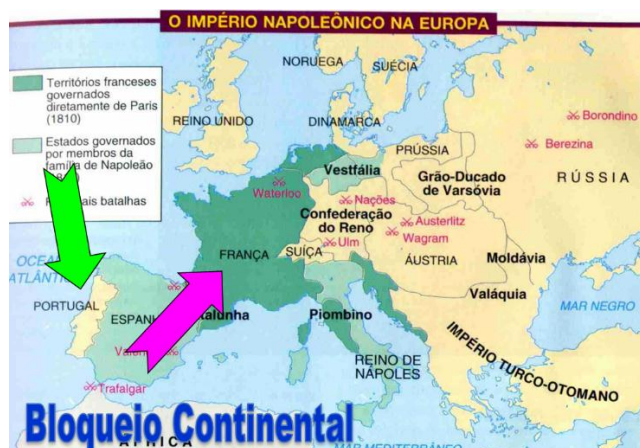 O IMPÉRIO NAPOLEÔNICO NA EUROPA
Territórios franceses
governados
diretamente de Paris
(1810)
Estados governados
por membros da
família de Napoleão
NORUEGA
SUÉCIA
REINO UNIDO
DINAMARCA
PRÚSSIA
Borondino
Berezina
RÚSSIA
Vestfália
Grão-Ducado
de Varsóvia
Waterloo
Nações
Confederação
do Reno
Austerlitz
Wagram
Ulm
FRANÇA
SUÍÇA
ÁUSTRIA
Moldávia
Valáquia
MAR NEGRO
PORTUGAL
Piombino
IMPÉRIO TURCO-OTOMANO
REINO DE
NÁPOLES
Trafalgar
Bloqueio Continental